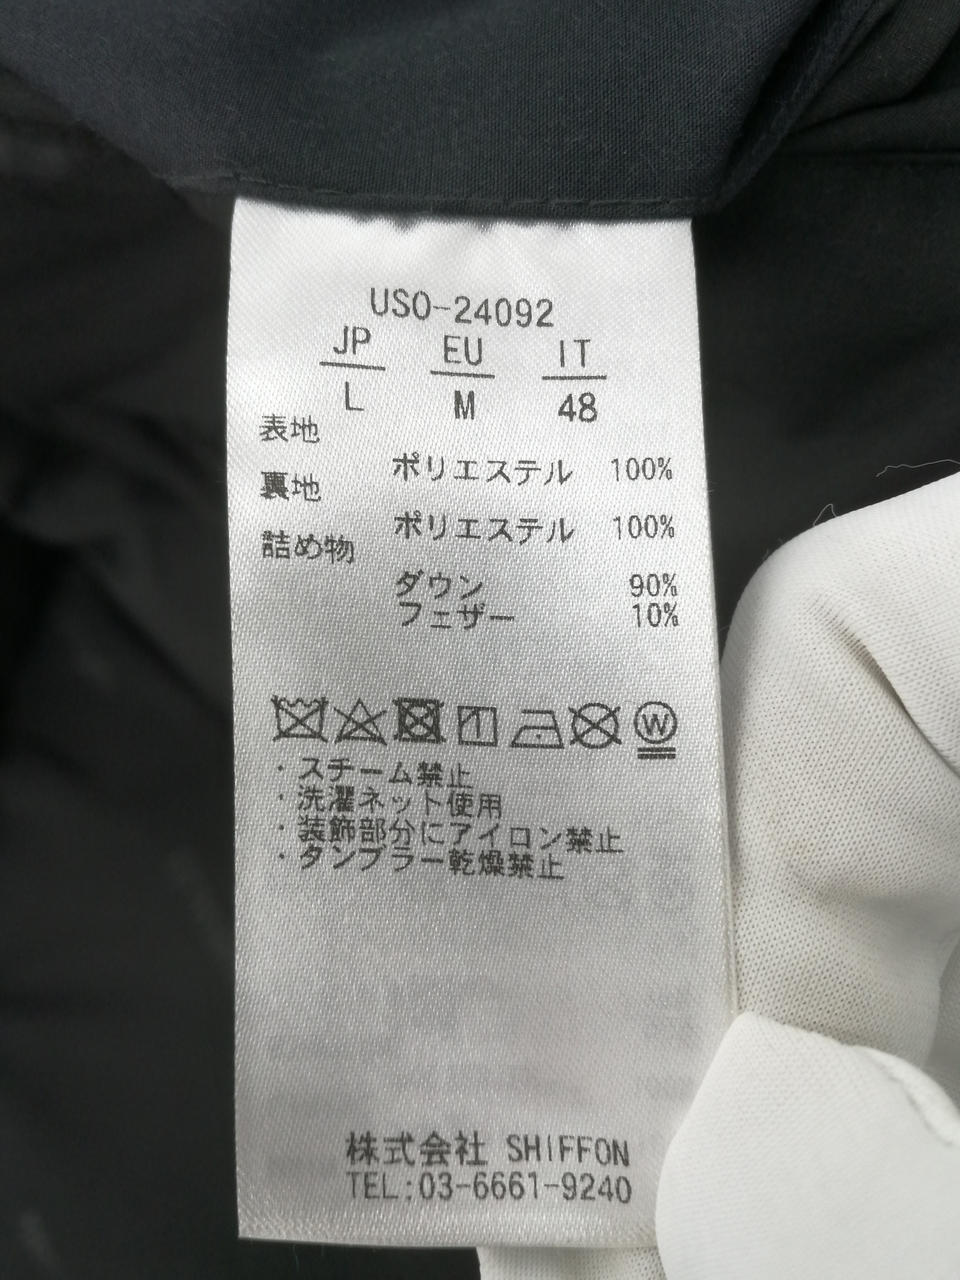 USO-24092
JP EU IT
L M 48
表地
ポリエステル 100%
裏地
ポリエステル 100%
詰め物
ダウン 90%
フェザー 10%
W
・スチーム禁止
・洗濯ネット使用
・装飾部分にアイロン禁止
・タンブラー乾燥禁止
株式会社 SHIFFON
TEL:03-6661-9240